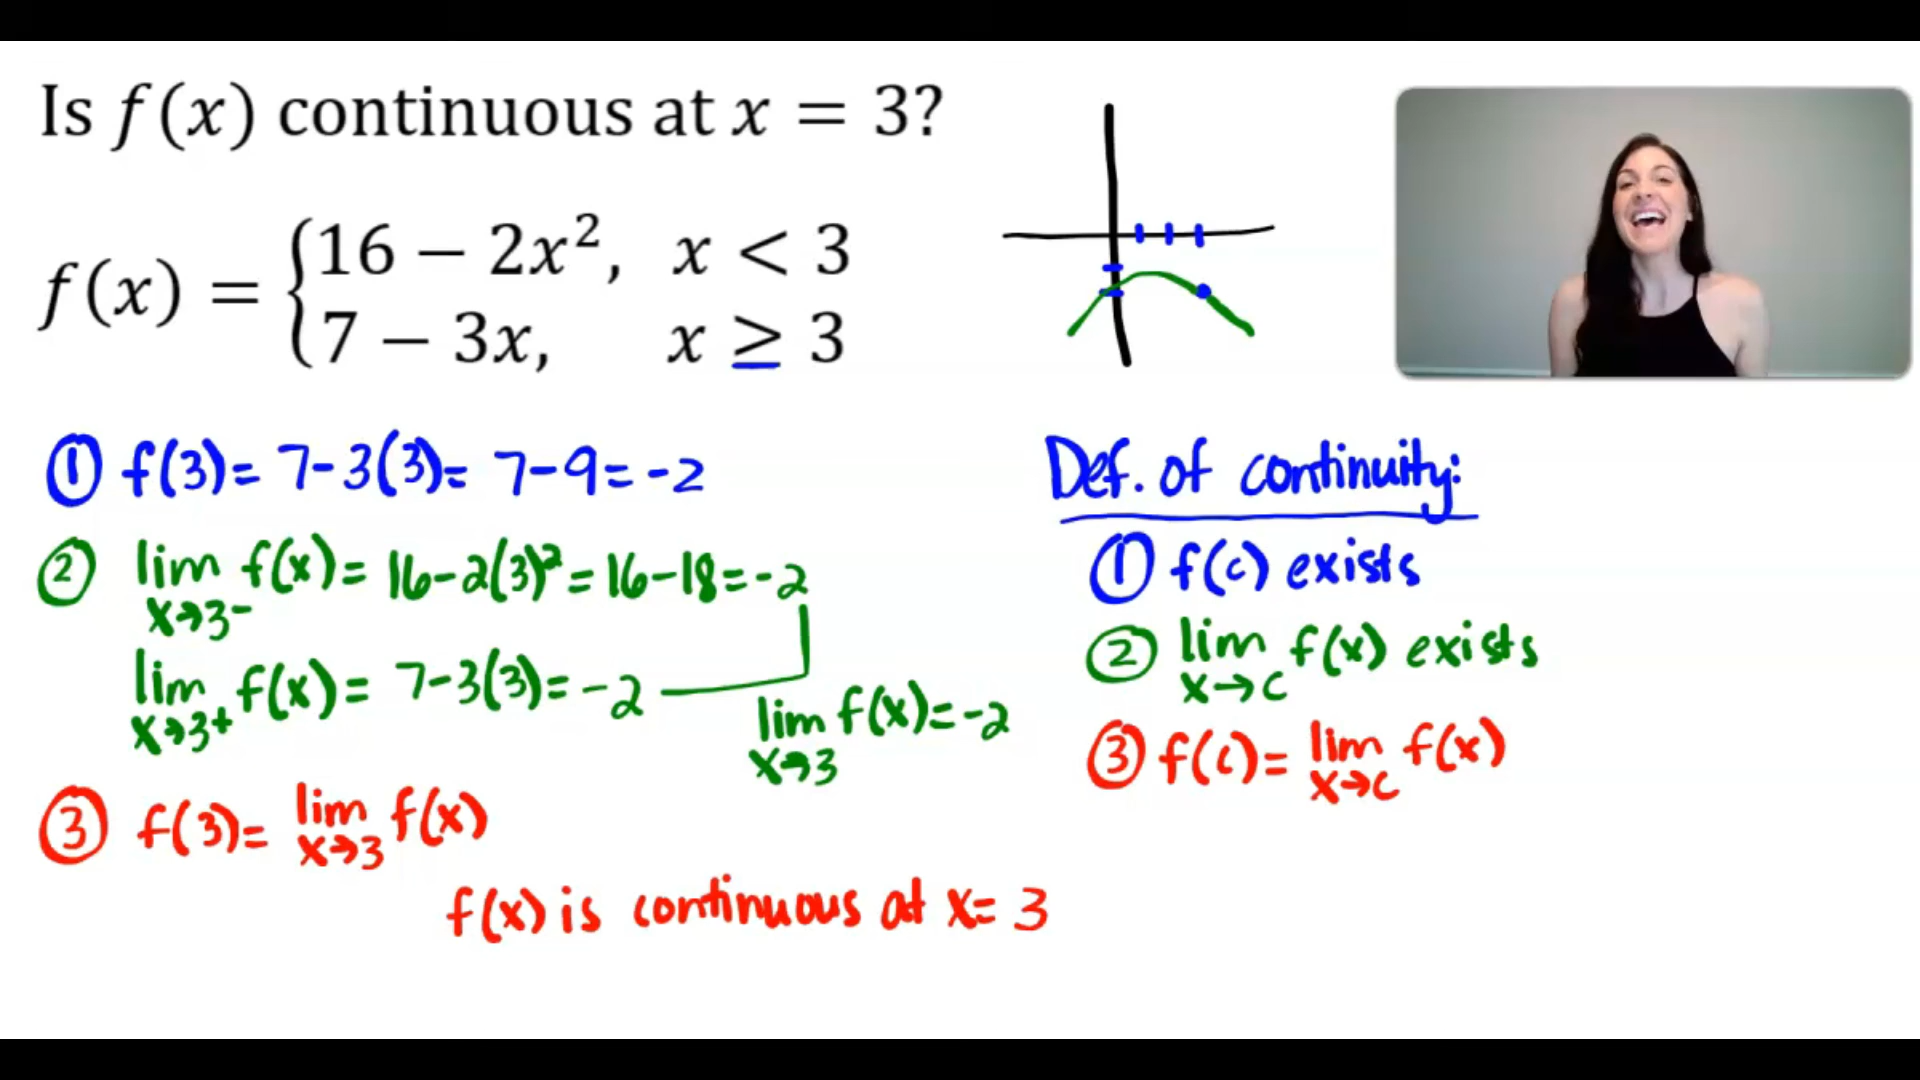 Is f(x) continuous at x = 3?
f(x) = {16 − 2x², x < 3
7 − 3x, x ≥ 3
① f(3) = 7-3(3) = 7-9 = -2
② lim f(x) = 16-2(3)² = 16-18 = -2
x→3-
lim f(x) = 7-3(3) = -2
x→3+
lim f(x) = -2
x→3
③ f(3) = lim f(x)
x→3
f(x) is continuous at x = 3
Def. of continuity:
① f(c) exists
② lim f(x) exists
x→c
③ f(c) = lim f(x)
x→c